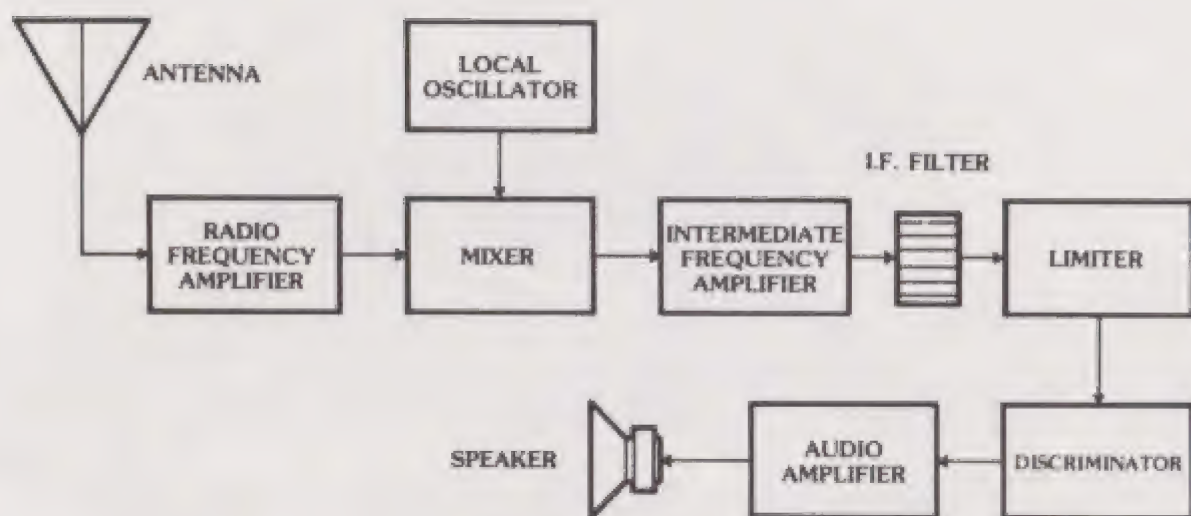 ANTENNA
LOCAL
OSCILLATOR
I.F. FILTER
RADIO
FREQUENCY
AMPLIFIER
MIXER
INTERMEDIATE
FREQUENCY
AMPLIFIER
LIMITER
SPEAKER
AUDIO
AMPLIFIER
DISCRIMINATOR